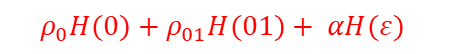 ρ₀H(0) + ρ₀₁H(01) + αH(ε)